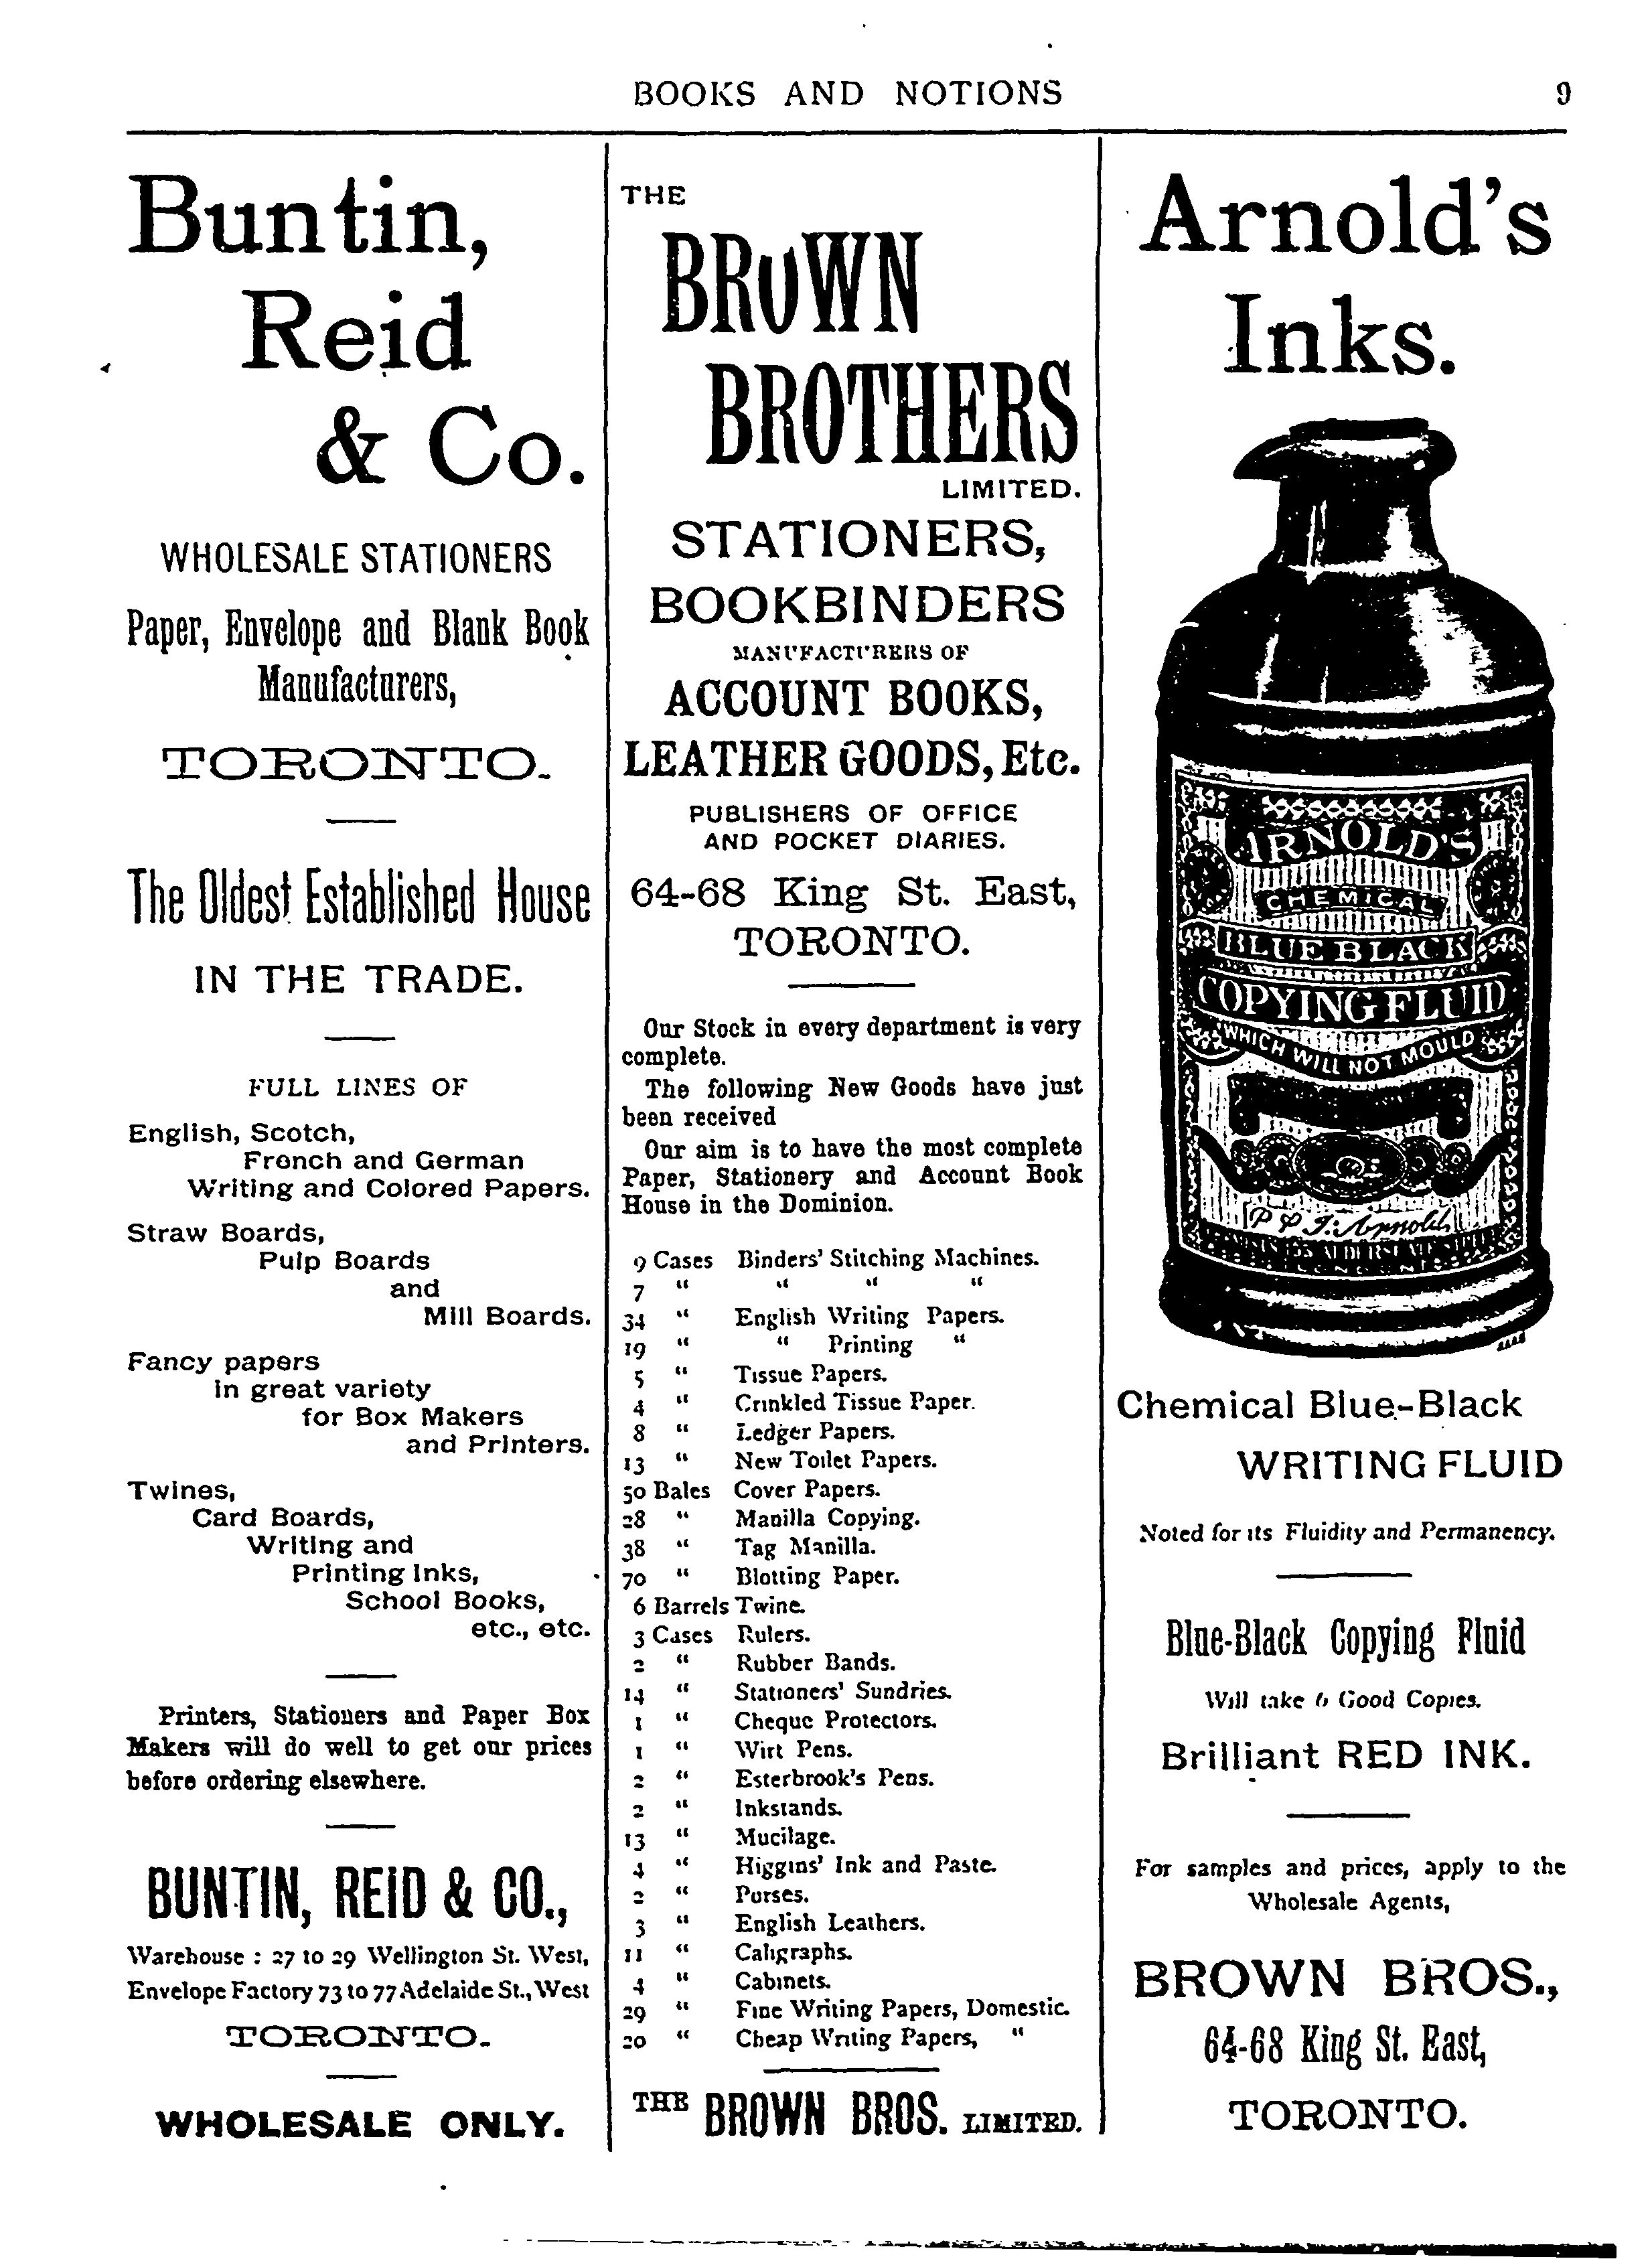 BOOKS AND NOTIONS
9
Buntin,
Reid
& Co.
WHOLESALE STATIONERS
Paper, Envelope and Blank Book
Manufacturers,
TORONTO.
The Oldest Established House
IN THE TRADE.
FULL LINES OF
English, Scotch,
French and German
Writing and Colored Papers.
Straw Boards,
Pulp Boards
and
Mill Boards.
Fancy papers
in great variety
for Box Makers
and Printers.
Twines,
Card Boards,
Writing and
Printing Inks,
School Books,
etc., etc.
Printers, Stationers and Paper Box
Makers will do well to get our prices
before ordering elsewhere.
BUNTIN, REID & CO.,
Warehouse : 27 to 29 Wellington St. West,
Envelope Factory 73 to 77 Adelaide St., West
TORONTO.
WHOLESALE ONLY.
THE
BROWN
BROTHERS
LIMITED.
STATIONERS,
BOOKBINDERS
MANUFACTURERS OF
ACCOUNT BOOKS,
LEATHER GOODS, Etc.
PUBLISHERS OF OFFICE
AND POCKET DIARIES.
64-68 King St. East,
TORONTO.
Our Stock in every department is very
complete.
The following New Goods have just
been received
Our aim is to have the most complete
Paper, Stationery and Account Book
House in the Dominion.
9 Cases Binders' Stitching Machines.
7 " " " "
34 " English Writing Papers.
19 " " Printing "
5 " Tissue Papers.
4 " Crinkled Tissue Paper.
8 " Ledger Papers.
13 " New Toilet Papers.
50 Bales Cover Papers.
28 " Manilla Copying.
38 " Tag Manilla.
70 " Blotting Paper.
6 Barrels Twine.
3 Cases Rulers.
2 " Rubber Bands.
14 " Stationers' Sundries.
1 " Cheque Protectors.
1 " Wirt Pens.
2 " Esterbrook's Pens.
2 " Inkstands.
13 " Mucilage.
4 " Higgins' Ink and Paste.
2 " Purses.
3 " English Leathers.
11 " Caligraphs.
4 " Cabinets.
29 " Fine Writing Papers, Domestic.
20 " Cheap Writing Papers, "
THE BROWN BROS. LIMITED.
Arnold's
Inks.
ARNOLD'S
CHEMICAL
BLUE BLACK
COPYING FLUID
WHICH WILL NOT MOULD
P & J. Arnold,
LONDON
Chemical Blue-Black
WRITING FLUID
Noted for its Fluidity and Permanency.
Blue-Black Copying Fluid
Will take 6 Good Copies.
Brilliant RED INK.
For samples and prices, apply to the
Wholesale Agents,
BROWN BROS.,
64-68 King St. East,
TORONTO.